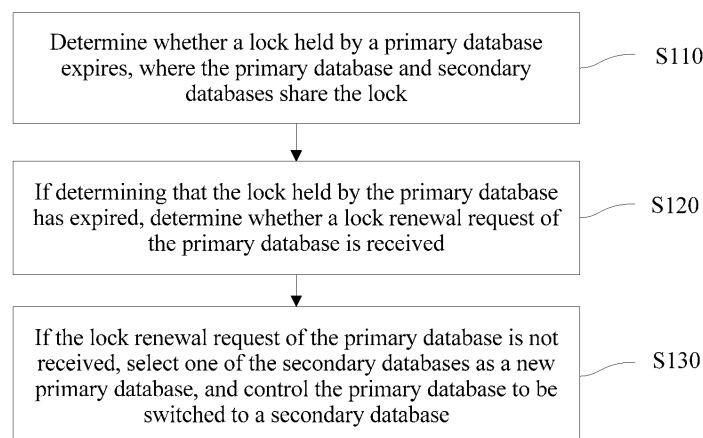 Determine whether a lock held by a primary database
expires, where the primary database and secondary
databases share the lock
S110
If determining that the lock held by the primary database
has expired, determine whether a lock renewal request of
the primary database is received
S120
If the lock renewal request of the primary database is not
received, select one of the secondary databases as a new
primary database, and control the primary database to be
switched to a secondary database
S130